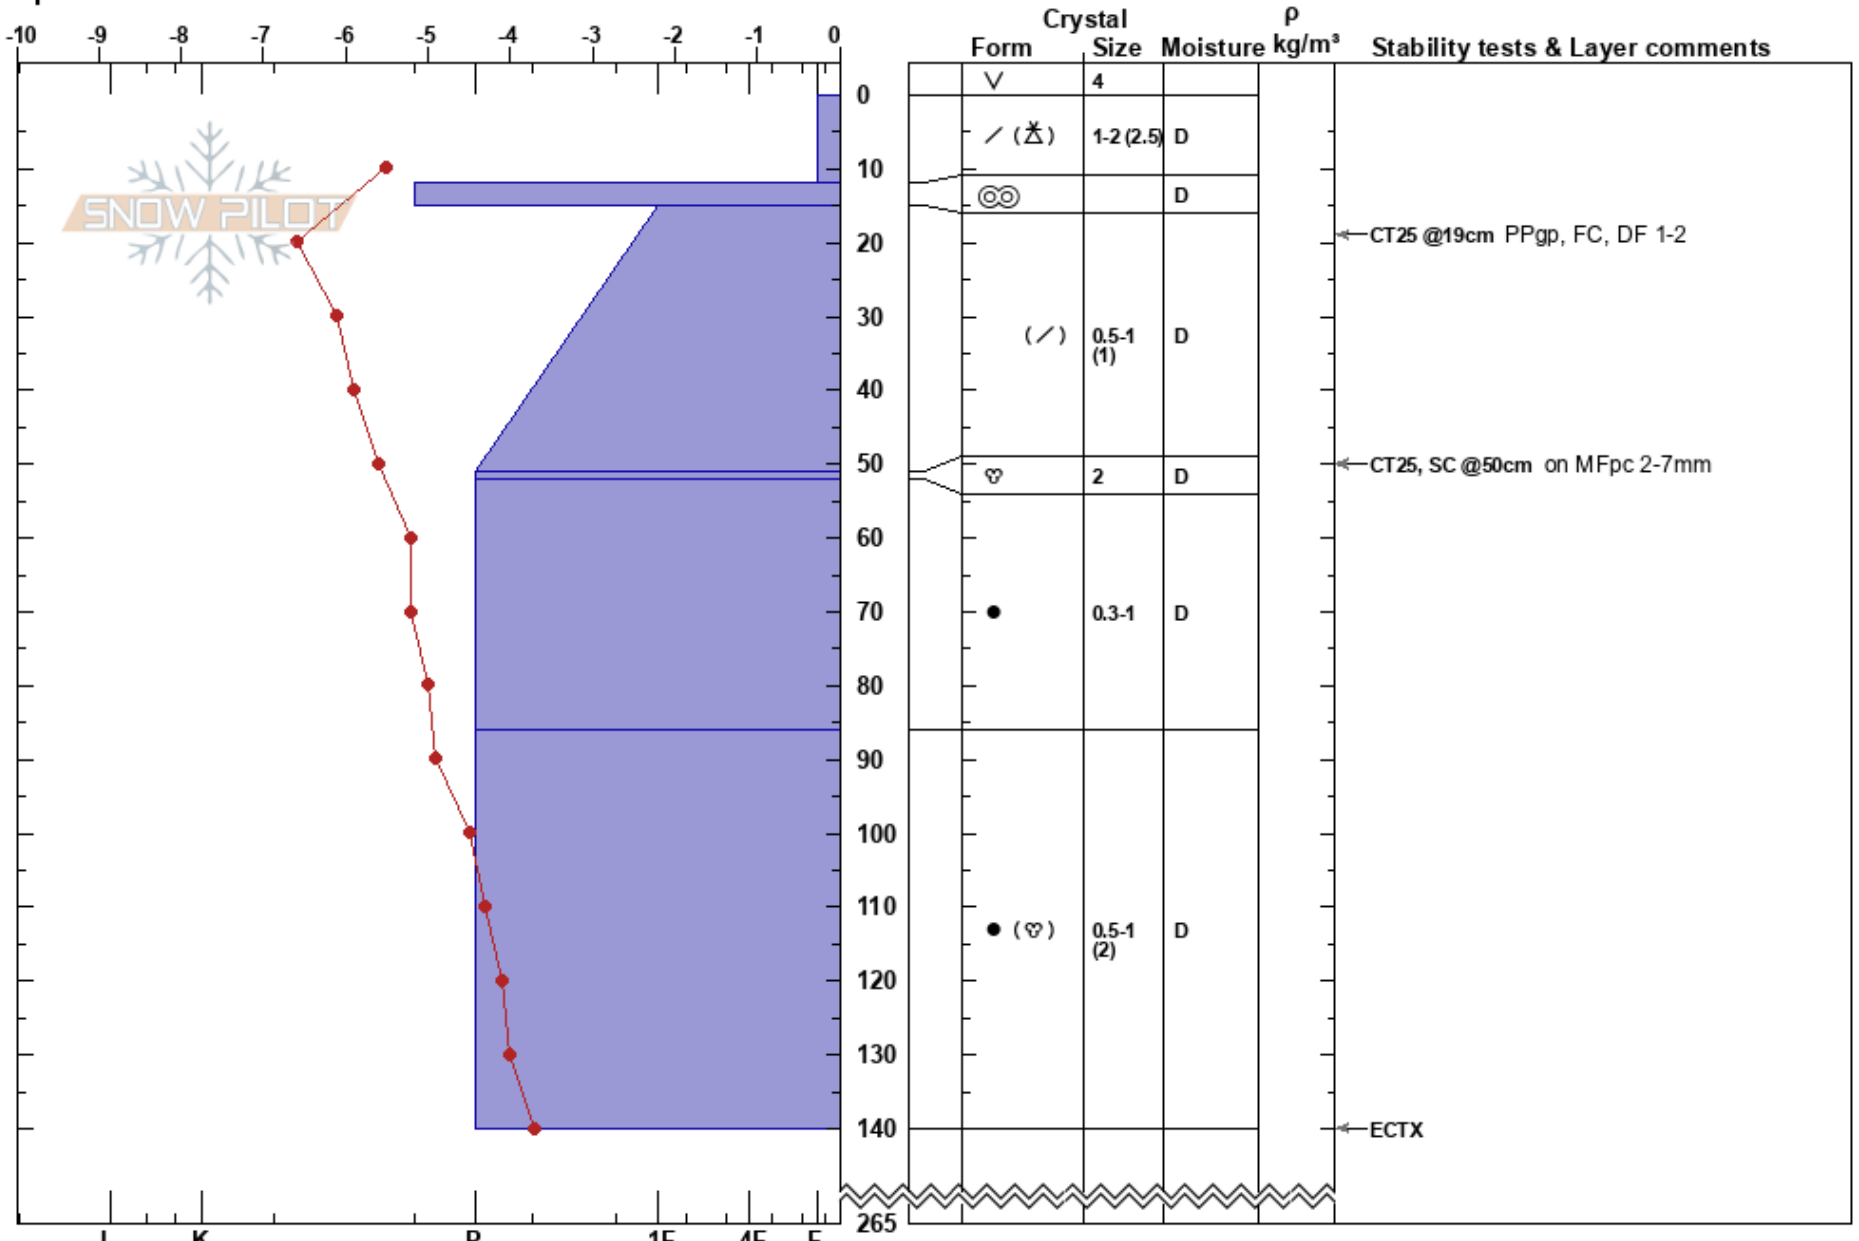 Crystal ρ
-10 -9 -8 -7 -6 -5 -4 -3 -2 -1 0
Form Size Moisture kg/m³ Stability tests & Layer comments
4
0
1-2 (2.5) D
10
D
SNOW PILOT
20
CT25 @19cm PPgp, FC, DF 1-2
30
0.5-1 D
(1)
40
50
CT25, SC @50cm on MFpc 2-7mm
2 D
60
70
0.3-1 D
80
90
100
110
0.5-1 D
(2)
120
130
140
ECTX
265